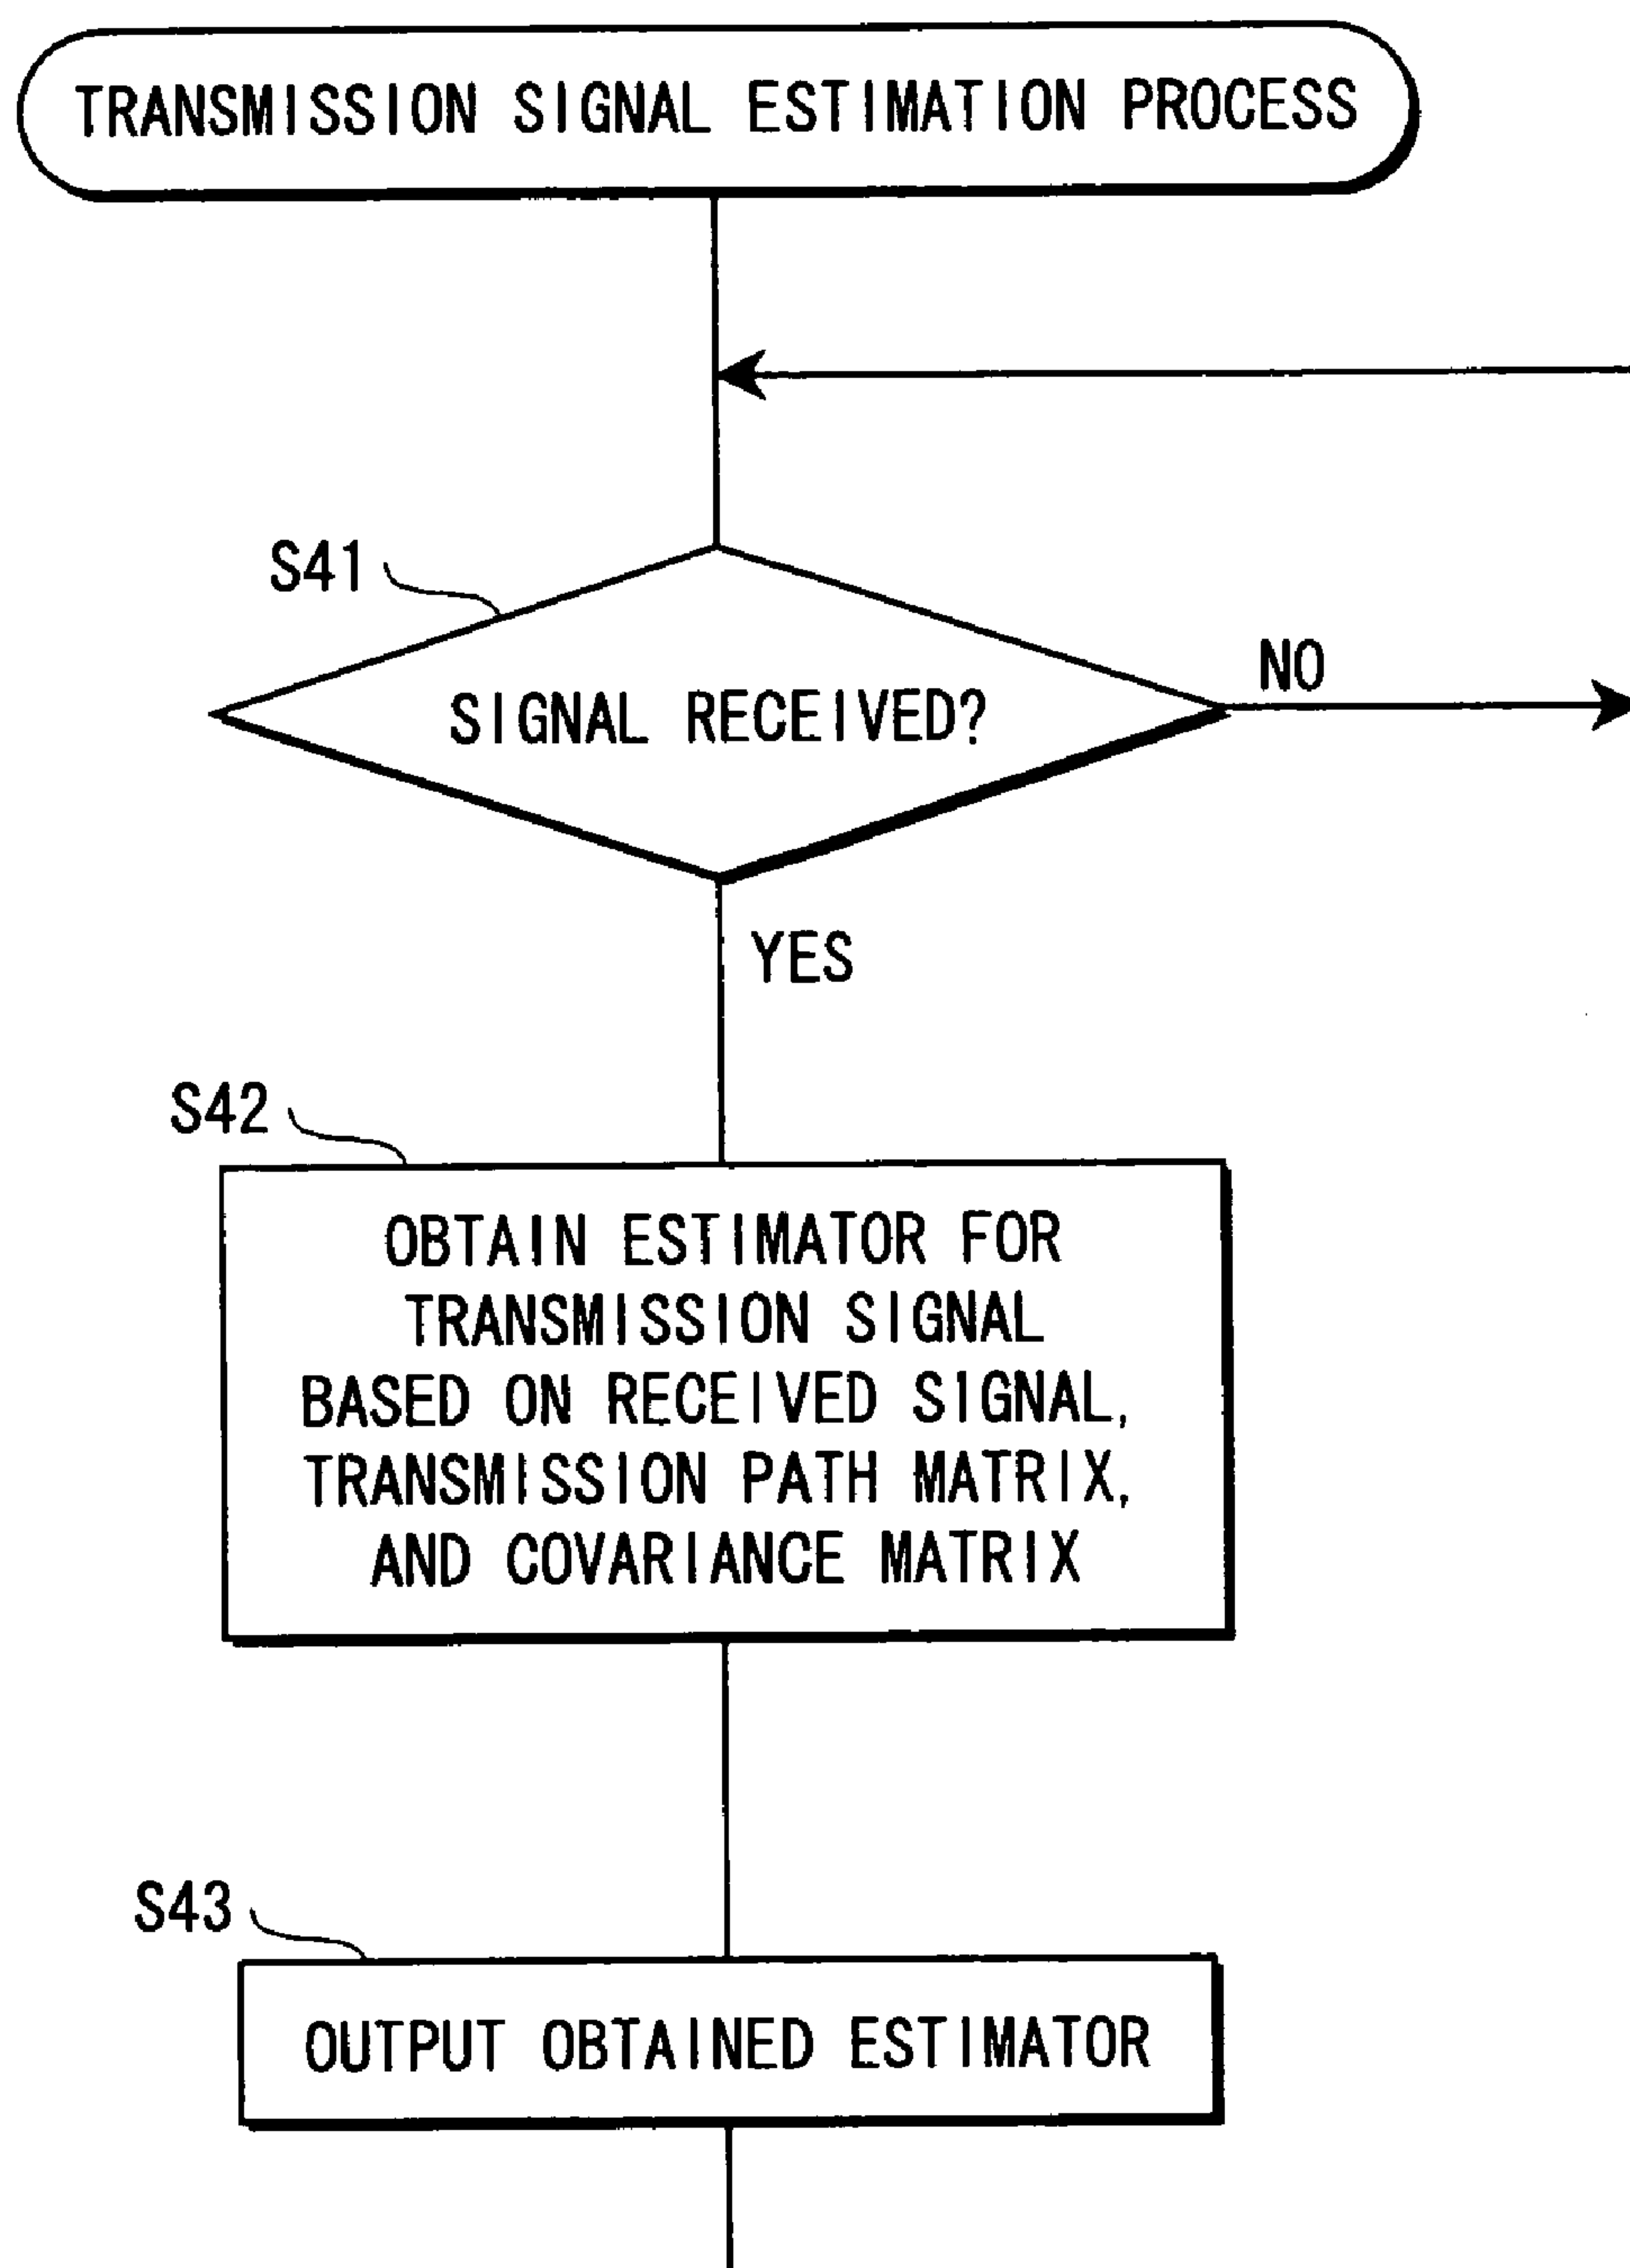 TRANSMISSION SIGNAL ESTIMATION PROCESS
S41
SIGNAL RECEIVED?
NO
YES
S42
OBTAIN ESTIMATOR FOR
TRANSMISSION SIGNAL
BASED ON RECEIVED SIGNAL,
TRANSMISSION PATH MATRIX,
AND COVARIANCE MATRIX
S43
OUTPUT OBTAINED ESTIMATOR